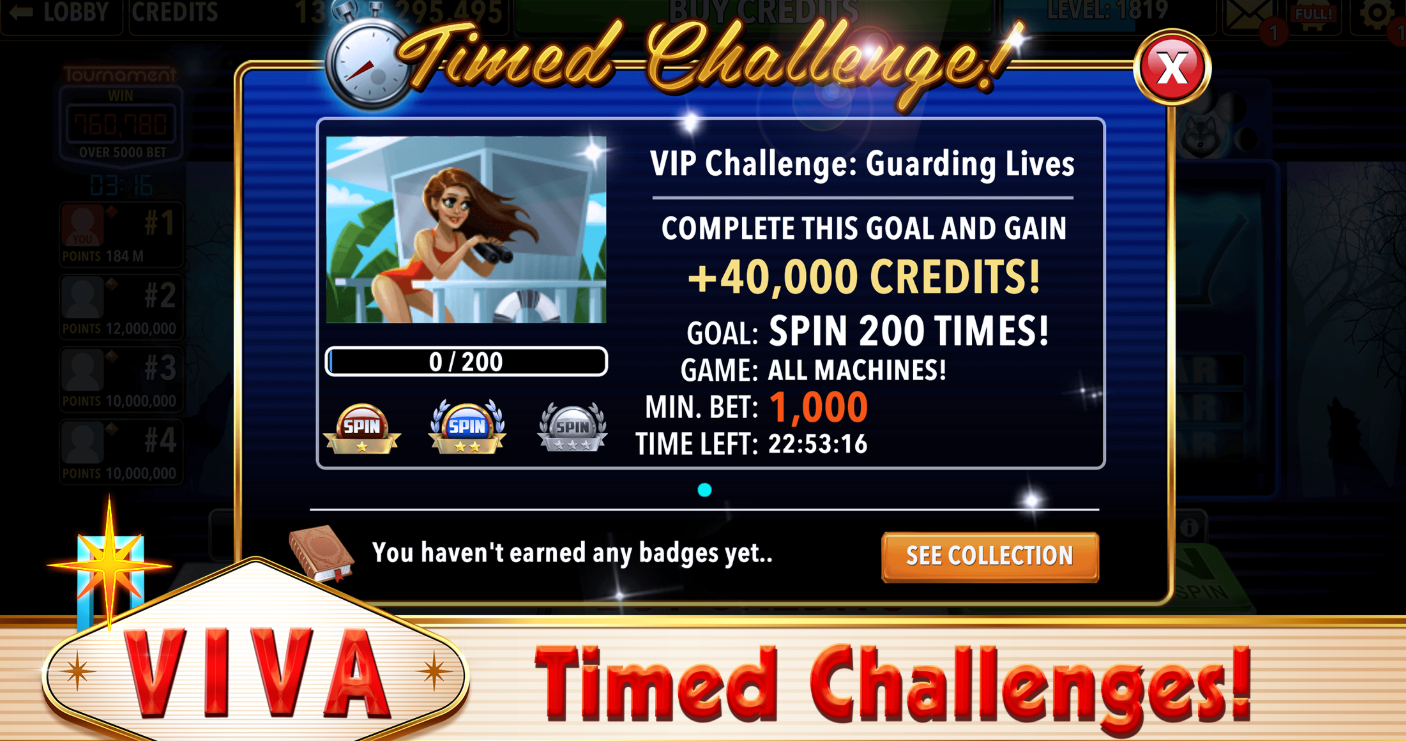 LOBBY
CREDITS
295,495
BUY CREDITS
LEVEL: 1819
1
FULL!
Timed Challenge!
X
Tournament
WIN
760,780
OVER 5000 BET
03:16
#1
YOU
POINTS 184 M
#2
POINTS 12,000,000
#3
POINTS 10,000,000
#4
POINTS 10,000,000
VIP Challenge: Guarding Lives
COMPLETE THIS GOAL AND GAIN
+40,000 CREDITS!
GOAL: SPIN 200 TIMES!
GAME: ALL MACHINES!
MIN. BET: 1,000
TIME LEFT: 22:53:16
0 / 200
SPIN
SPIN
SPIN
You haven't earned any badges yet..
SEE COLLECTION
SPIN
VIVA
Timed Challenges!